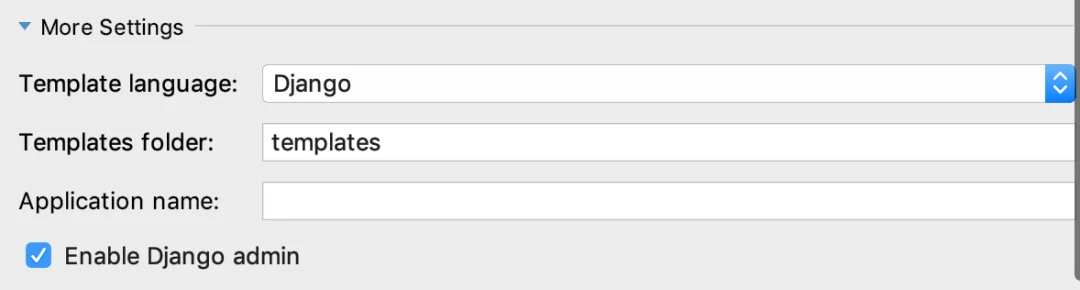 More Settings
Template language: Django
Templates folder: templates
Application name:
Enable Django admin